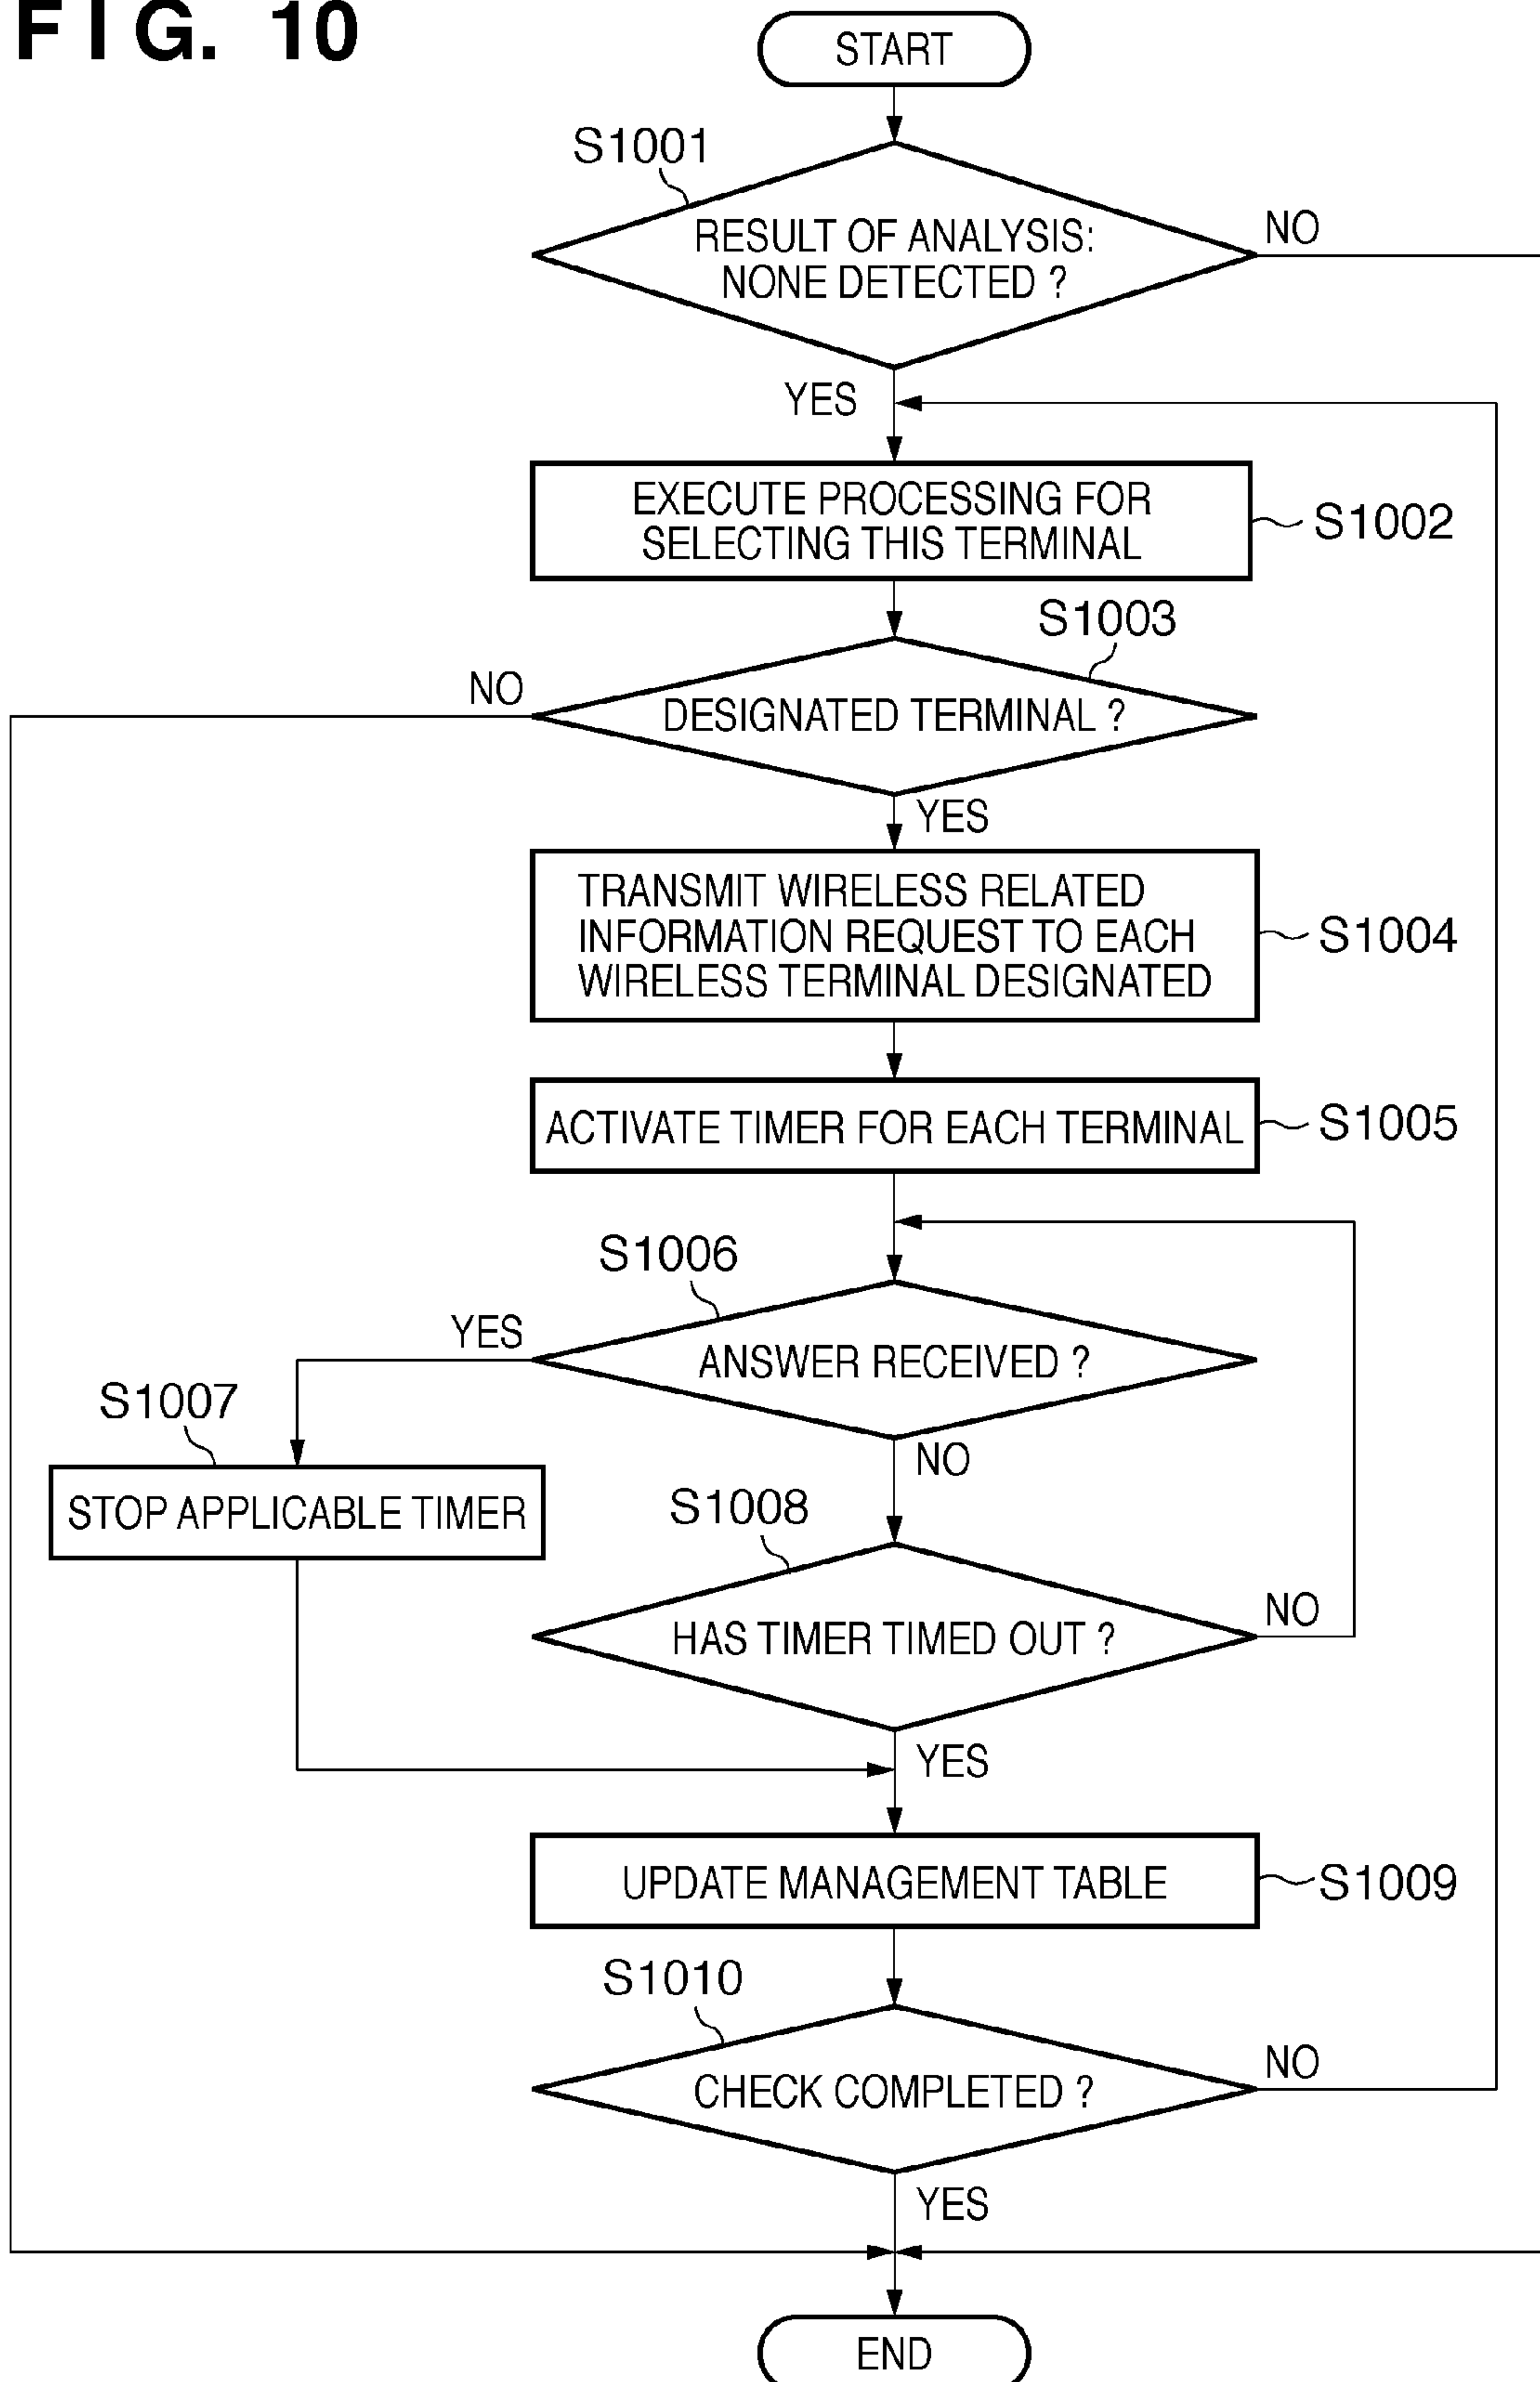 FIG. 10
START
S1001
RESULT OF ANALYSIS:
NONE DETECTED ?
NO
YES
EXECUTE PROCESSING FOR
SELECTING THIS TERMINAL
S1002
S1003
NO
DESIGNATED TERMINAL ?
YES
TRANSMIT WIRELESS RELATED
INFORMATION REQUEST TO EACH
WIRELESS TERMINAL DESIGNATED
S1004
ACTIVATE TIMER FOR EACH TERMINAL
S1005
S1006
YES
ANSWER RECEIVED ?
S1007
NO
STOP APPLICABLE TIMER
S1008
HAS TIMER TIMED OUT ?
NO
YES
UPDATE MANAGEMENT TABLE
S1009
S1010
CHECK COMPLETED ?
NO
YES
END